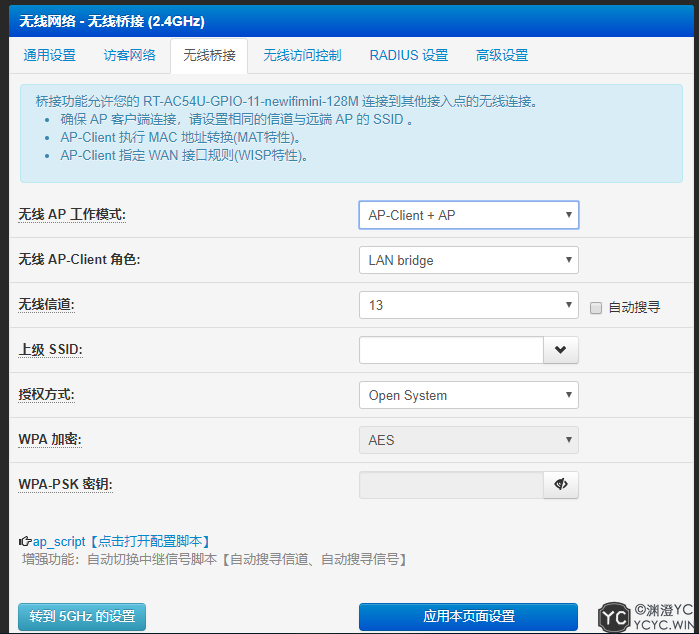 无线网络 - 无线桥接 (2.4GHz)
通用设置 访客网络 无线桥接 无线访问控制 RADIUS 设置 高级设置
桥接功能允许您的 RT-AC54U-GPIO-11-newifimini-128M 连接到其他接入点的无线连接。
• 确保 AP 客户端连接，请设置相同的信道与远端 AP 的 SSID 。
• AP-Client 执行 MAC 地址转换(MAT特性)。
• AP-Client 指定 WAN 接口规则(WISP特性)。
无线 AP 工作模式: AP-Client + AP
无线 AP-Client 角色: LAN bridge
无线信道: 13 自动搜寻
上级 SSID:
授权方式: Open System
WPA 加密: AES
WPA-PSK 密钥:
ap_script【点击打开配置脚本】
增强功能：自动切换中继信号脚本【自动搜寻信道、自动搜寻信号】
转到 5GHz 的设置 应用本页面设置
YC ©渊澄YC
YCYC.WIN